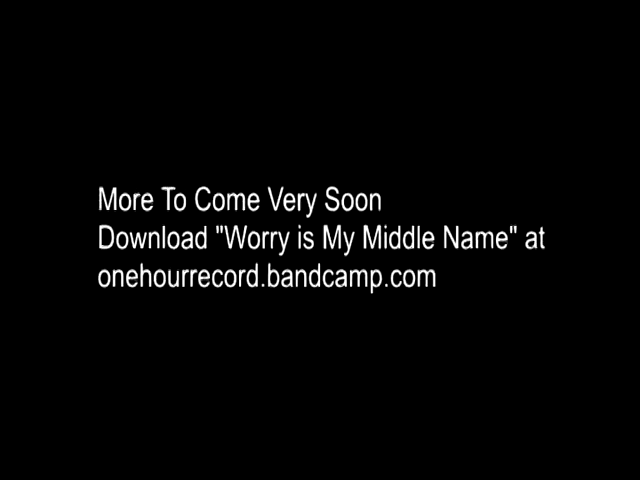 More To Come Very Soon
Download "Worry is My Middle Name" at
onehourrecord.bandcamp.com